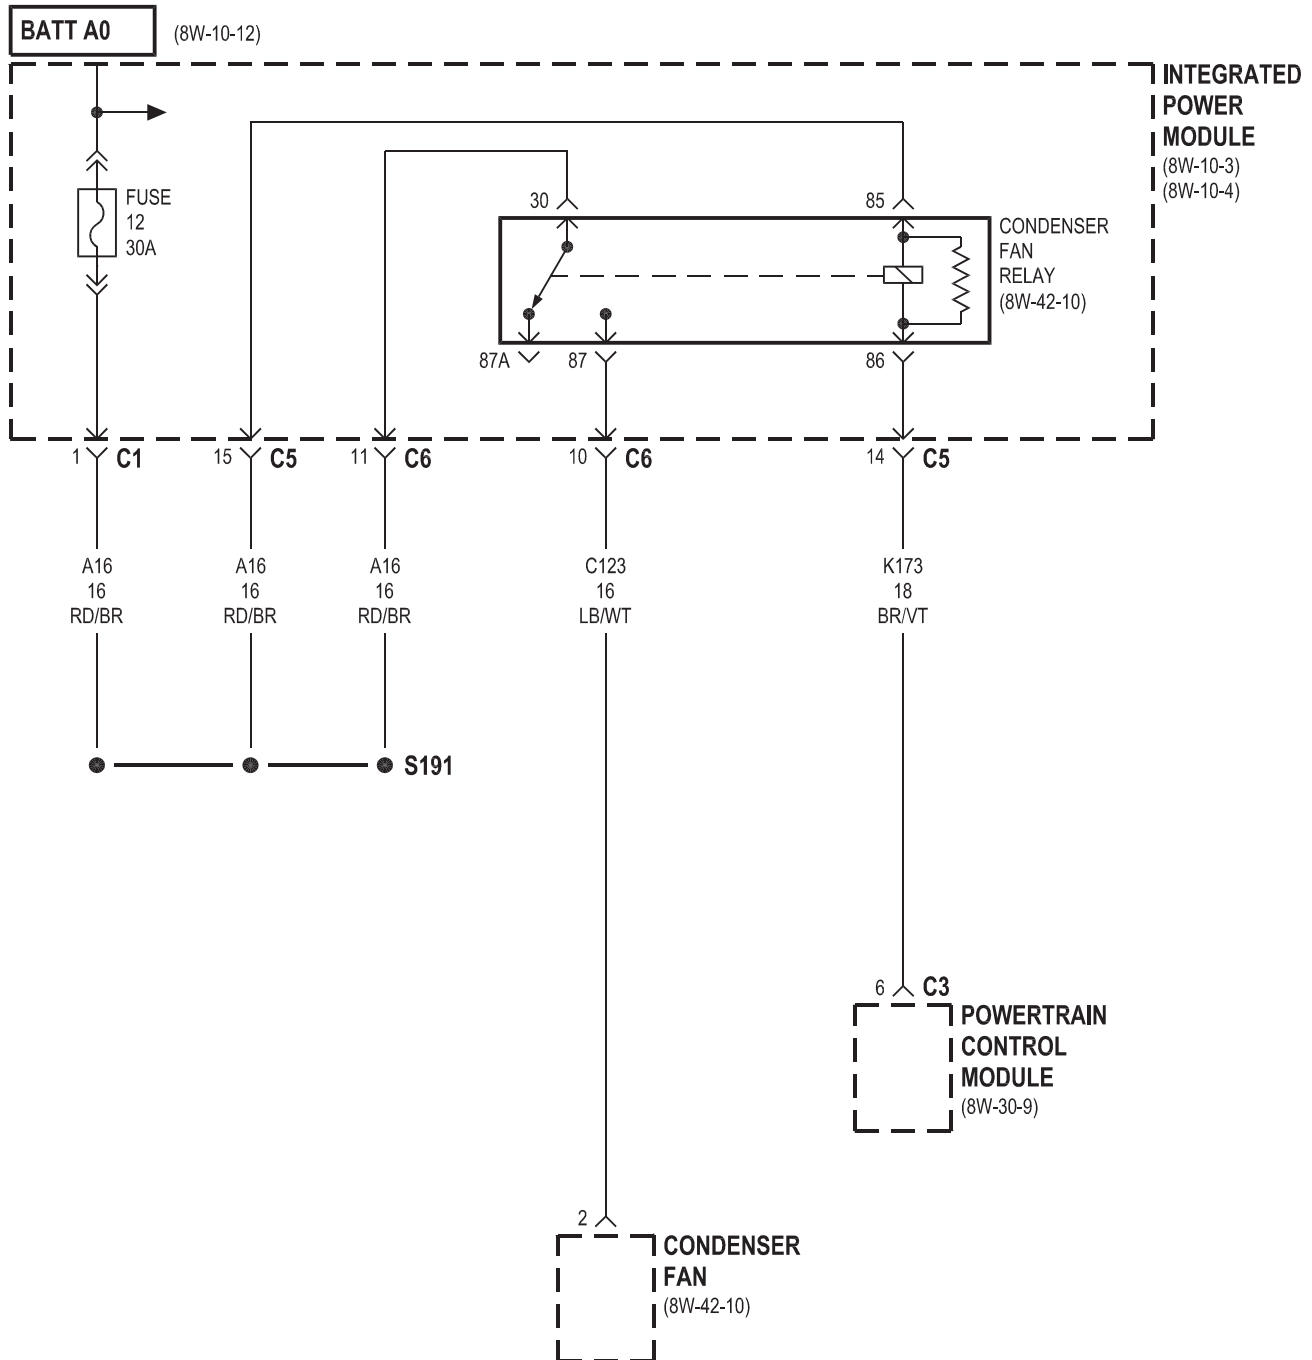 BATT A0
(8W-10-12)
INTEGRATED
POWER
MODULE
(8W-10-3)
(8W-10-4)
FUSE
12
30A
30
85
CONDENSER
FAN
RELAY
(8W-42-10)
87A
87
86
1
C1
15
C5
11
C6
10
C6
14
C5
A16
16
RD/BR
A16
16
RD/BR
A16
16
RD/BR
C123
16
LB/WT
K173
18
BR/VT
S191
6
C3
POWERTRAIN
CONTROL
MODULE
(8W-30-9)
2
CONDENSER
FAN
(8W-42-10)